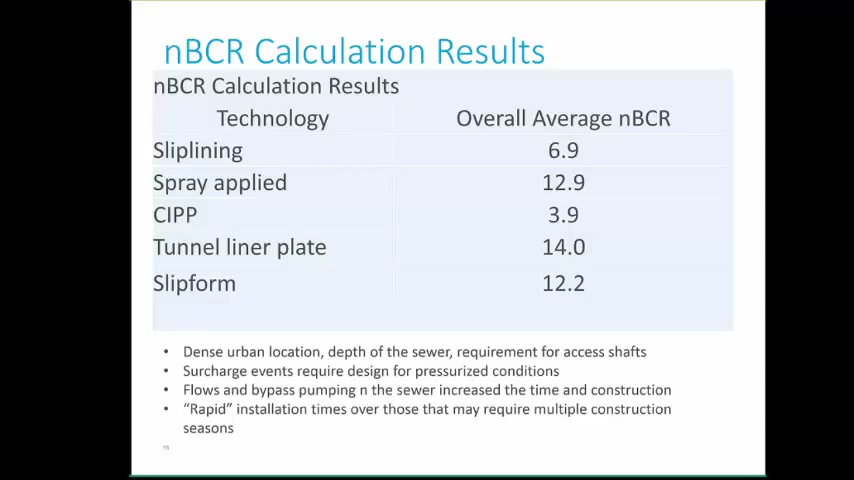 nBCR Calculation Results
nBCR Calculation Results
Technology Overall Average nBCR
Sliplining 6.9
Spray applied 12.9
CIPP 3.9
Tunnel liner plate 14.0
Slipform 12.2
• Dense urban location, depth of the sewer, requirement for access shafts
• Surcharge events require design for pressurized conditions
• Flows and bypass pumping n the sewer increased the time and construction
• “Rapid” installation times over those that may require multiple construction
seasons